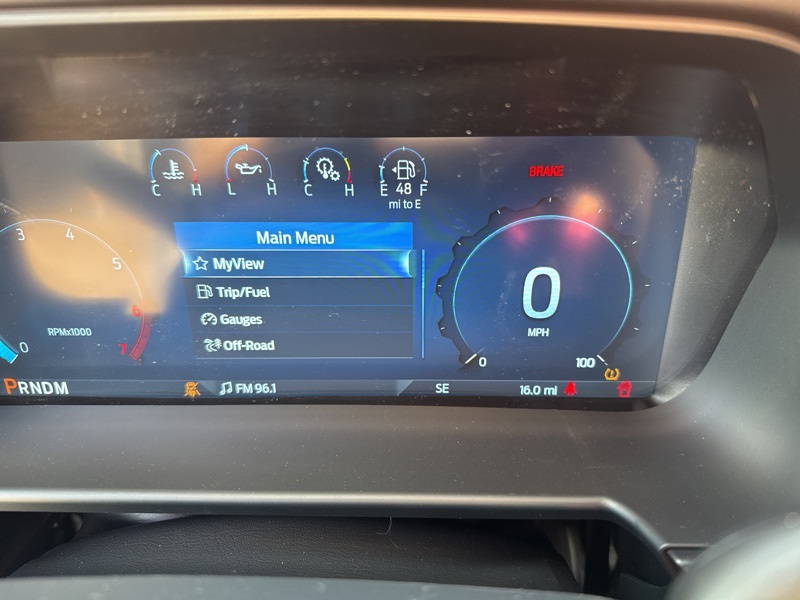 BRAKE
C H
L H
C H
E 48 F
mi to E
Main Menu
MyView
Trip/Fuel
Gauges
Off-Road
3 4 5 6 7 0
RPMx1000
0
MPH
0 100
PRNDM
FM 96.1
SE
16.0 mi